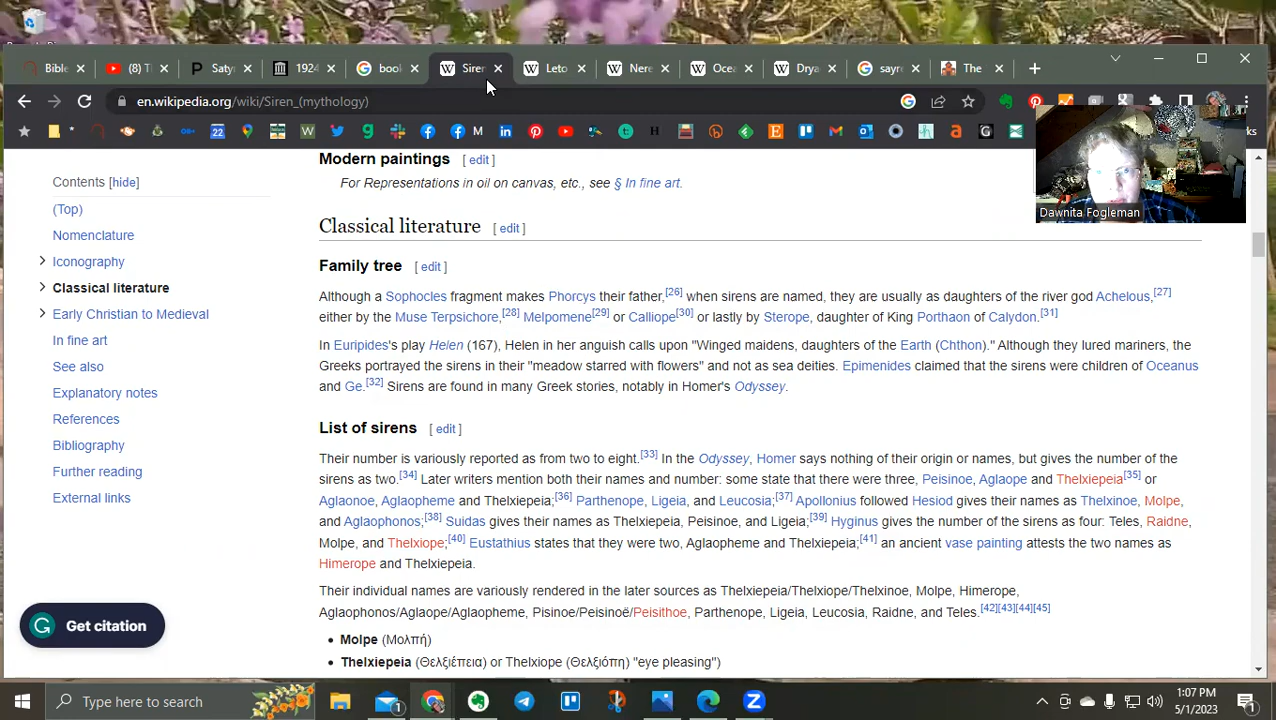 Bible
(8) T
Saty
1924
book
Siren
Leto
Nere
Ocea
Drya
sayre
The
en.wikipedia.org/wiki/Siren_(mythology)
M
Dawnita Fogleman
Contents [hide]
(Top)
Nomenclature
Iconography
Classical literature
Early Christian to Medieval
In fine art
See also
Explanatory notes
References
Bibliography
Further reading
External links
Get citation
Modern paintings [ edit ]
For Representations in oil on canvas, etc., see § In fine art.
Classical literature [ edit ]
Family tree [ edit ]
Although a Sophocles fragment makes Phorcys their father,[26] when sirens are named, they are usually as daughters of the river god Achelous,[27]
either by the Muse Terpsichore,[28] Melpomene[29] or Calliope[30] or lastly by Sterope, daughter of King Porthaon of Calydon.[31]
In Euripides's play Helen (167), Helen in her anguish calls upon "Winged maidens, daughters of the Earth (Chthon)." Although they lured mariners, the
Greeks portrayed the sirens in their "meadow starred with flowers" and not as sea deities. Epimenides claimed that the sirens were children of Oceanus
and Ge.[32] Sirens are found in many Greek stories, notably in Homer's Odyssey.
List of sirens [ edit ]
Their number is variously reported as from two to eight.[33] In the Odyssey, Homer says nothing of their origin or names, but gives the number of the
sirens as two.[34] Later writers mention both their names and number: some state that there were three, Peisinoe, Aglaope and Thelxiepeia[35] or
Aglaonoe, Aglaopheme and Thelxiepeia;[36] Parthenope, Ligeia, and Leucosia;[37] Apollonius followed Hesiod gives their names as Thelxinoe, Molpe,
and Aglaophonos;[38] Suidas gives their names as Thelxiepeia, Peisinoe, and Ligeia;[39] Hyginus gives the number of the sirens as four: Teles, Raidne,
Molpe, and Thelxiope;[40] Eustathius states that they were two, Aglaopheme and Thelxiepeia;[41] an ancient vase painting attests the two names as
Himerope and Thelxiepeia.
Their individual names are variously rendered in the later sources as Thelxiepeia/Thelxiope/Thelxinoe, Molpe, Himerope,
Aglaophonos/Aglaope/Aglaopheme, Pisinoe/Peisinoë/Peisithoe, Parthenope, Ligeia, Leucosia, Raidne, and Teles.[42][43][44][45]
• Molpe (Μολπή)
• Thelxiepeia (Θελξιέπεια) or Thelxiope (Θελξιόπη) "eye pleasing")
Type here to search
1:07 PM
5/1/2023